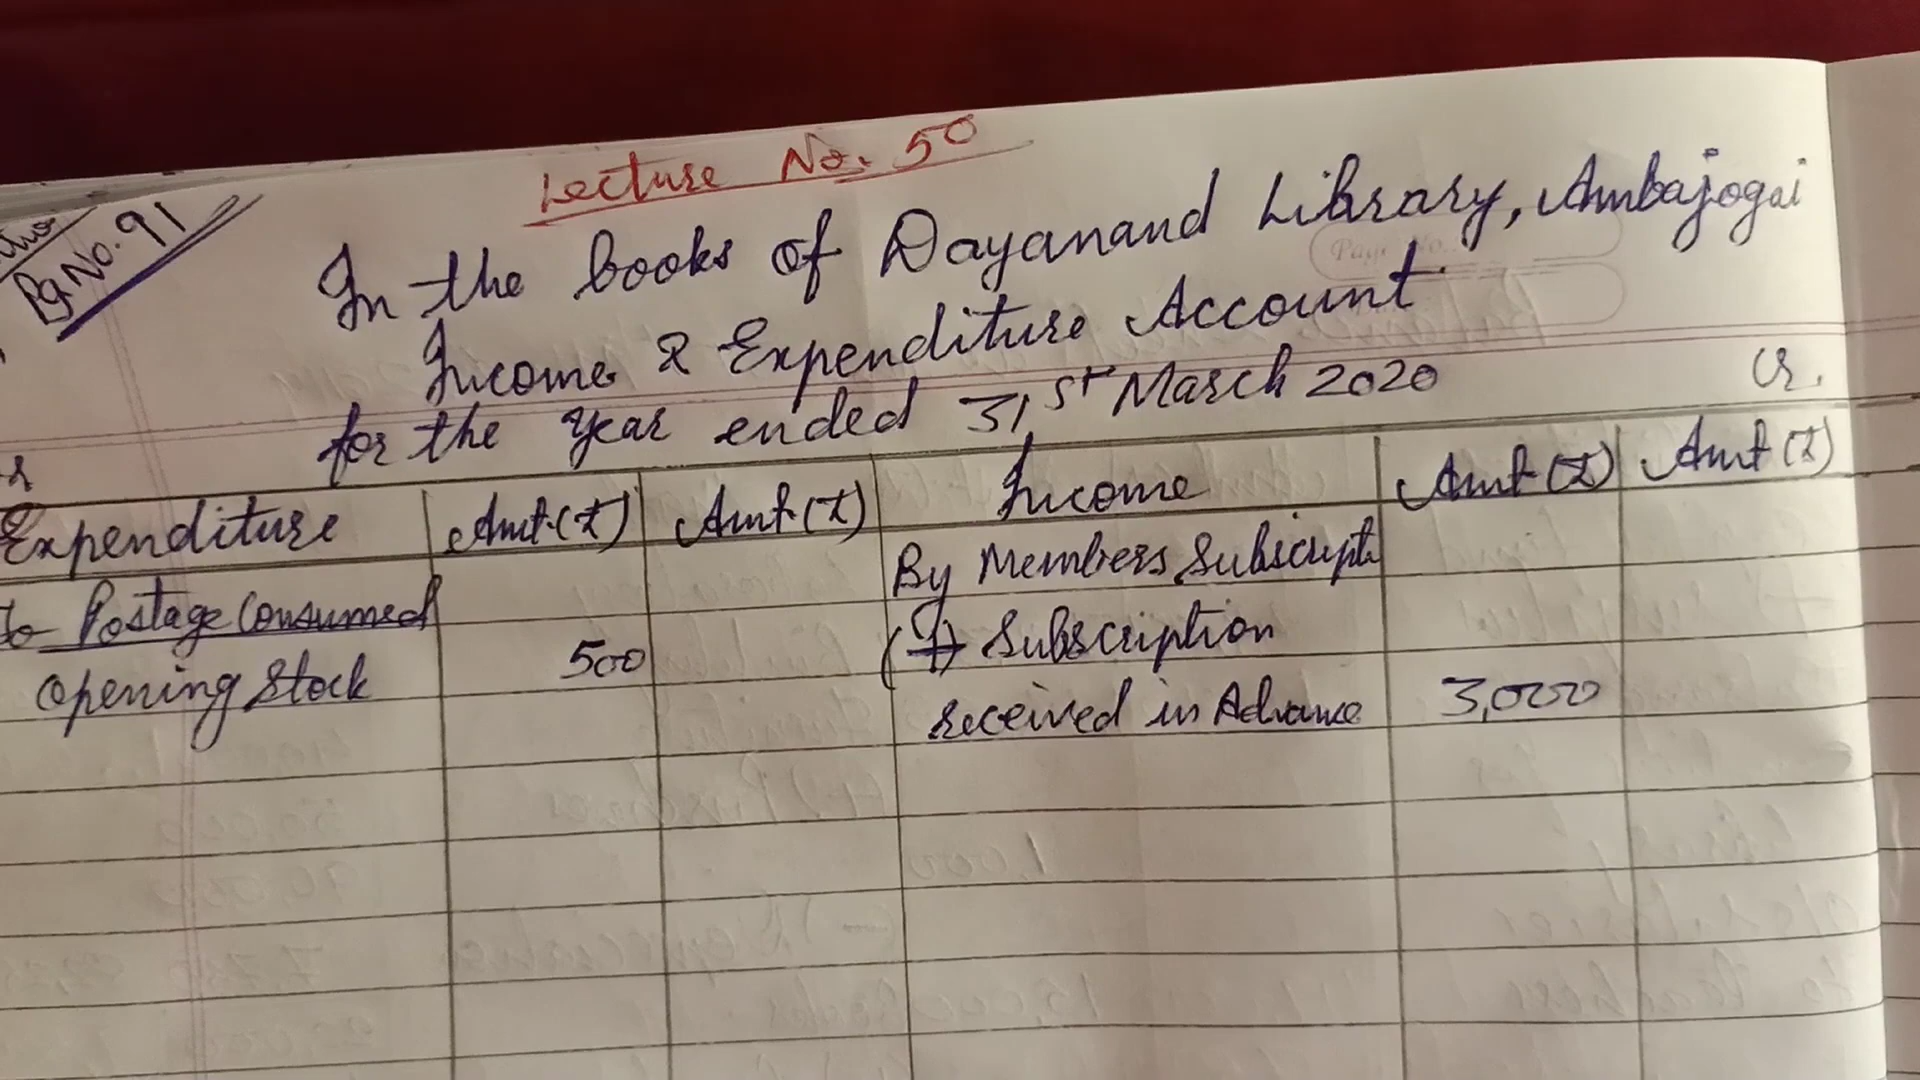 Lecture No. 50
Pg No. 91
In the books of Dayanand Library, Ambajogai
Income & Expenditure Account
for the year ended 31st March 2020
Cr.
Expenditure Amt.(₹) Amt.(₹) Income Amt (₹) Amt (₹)
To Postage Consumed By Members Subscript
Opening Stock 500 (+) Subscription
received in Advance 3,000